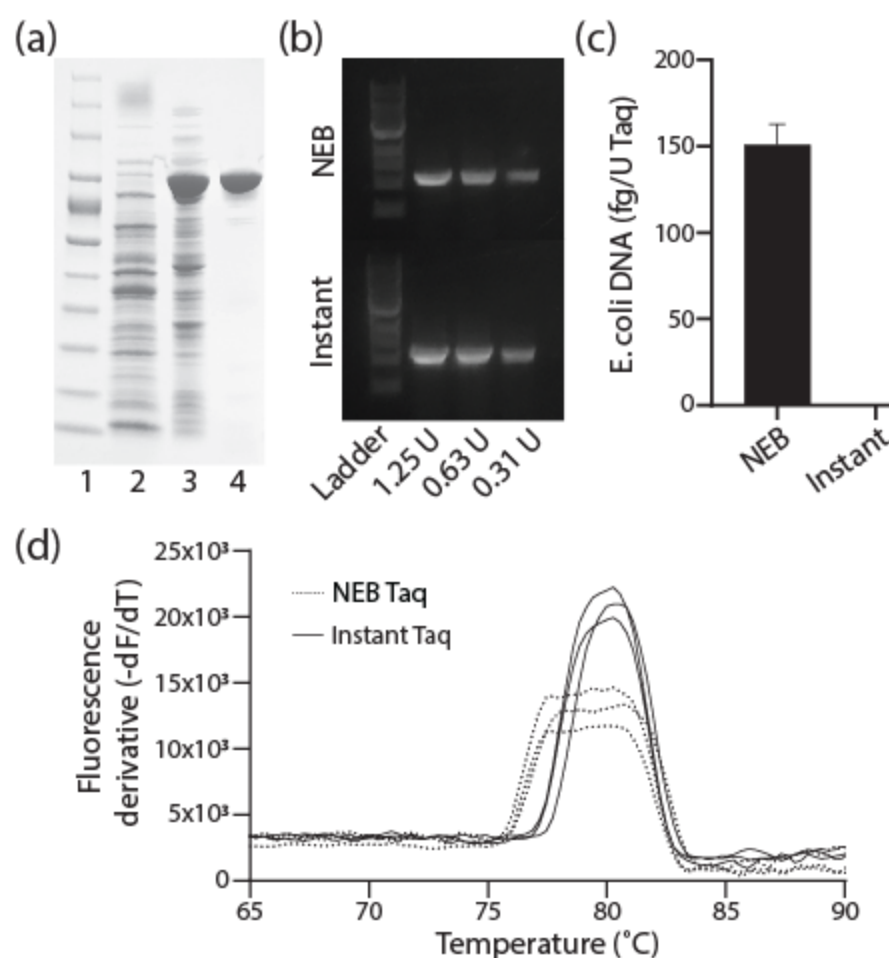 (a)
1 2 3 4
(b)
NEB
Instant
Ladder
1.25 U
0.63 U
0.31 U
(c)
E. coli DNA (fg/U Taq)
200
150
100
50
0
NEB
Instant
(d)
Fluorescence
derivative (-dF/dT)
25x10³
20x10³
15x10³
10x10³
5x10³
0
NEB Taq
Instant Taq
65 70 75 80 85 90
Temperature (˚C)